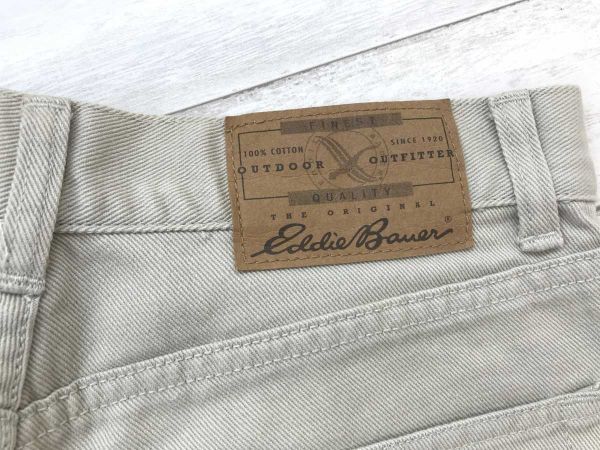 FINEST
100% COTTON SINCE 1920
OUTDOOR OUTFITTER
QUALITY
THE ORIGINAL
Eddie Bauer®